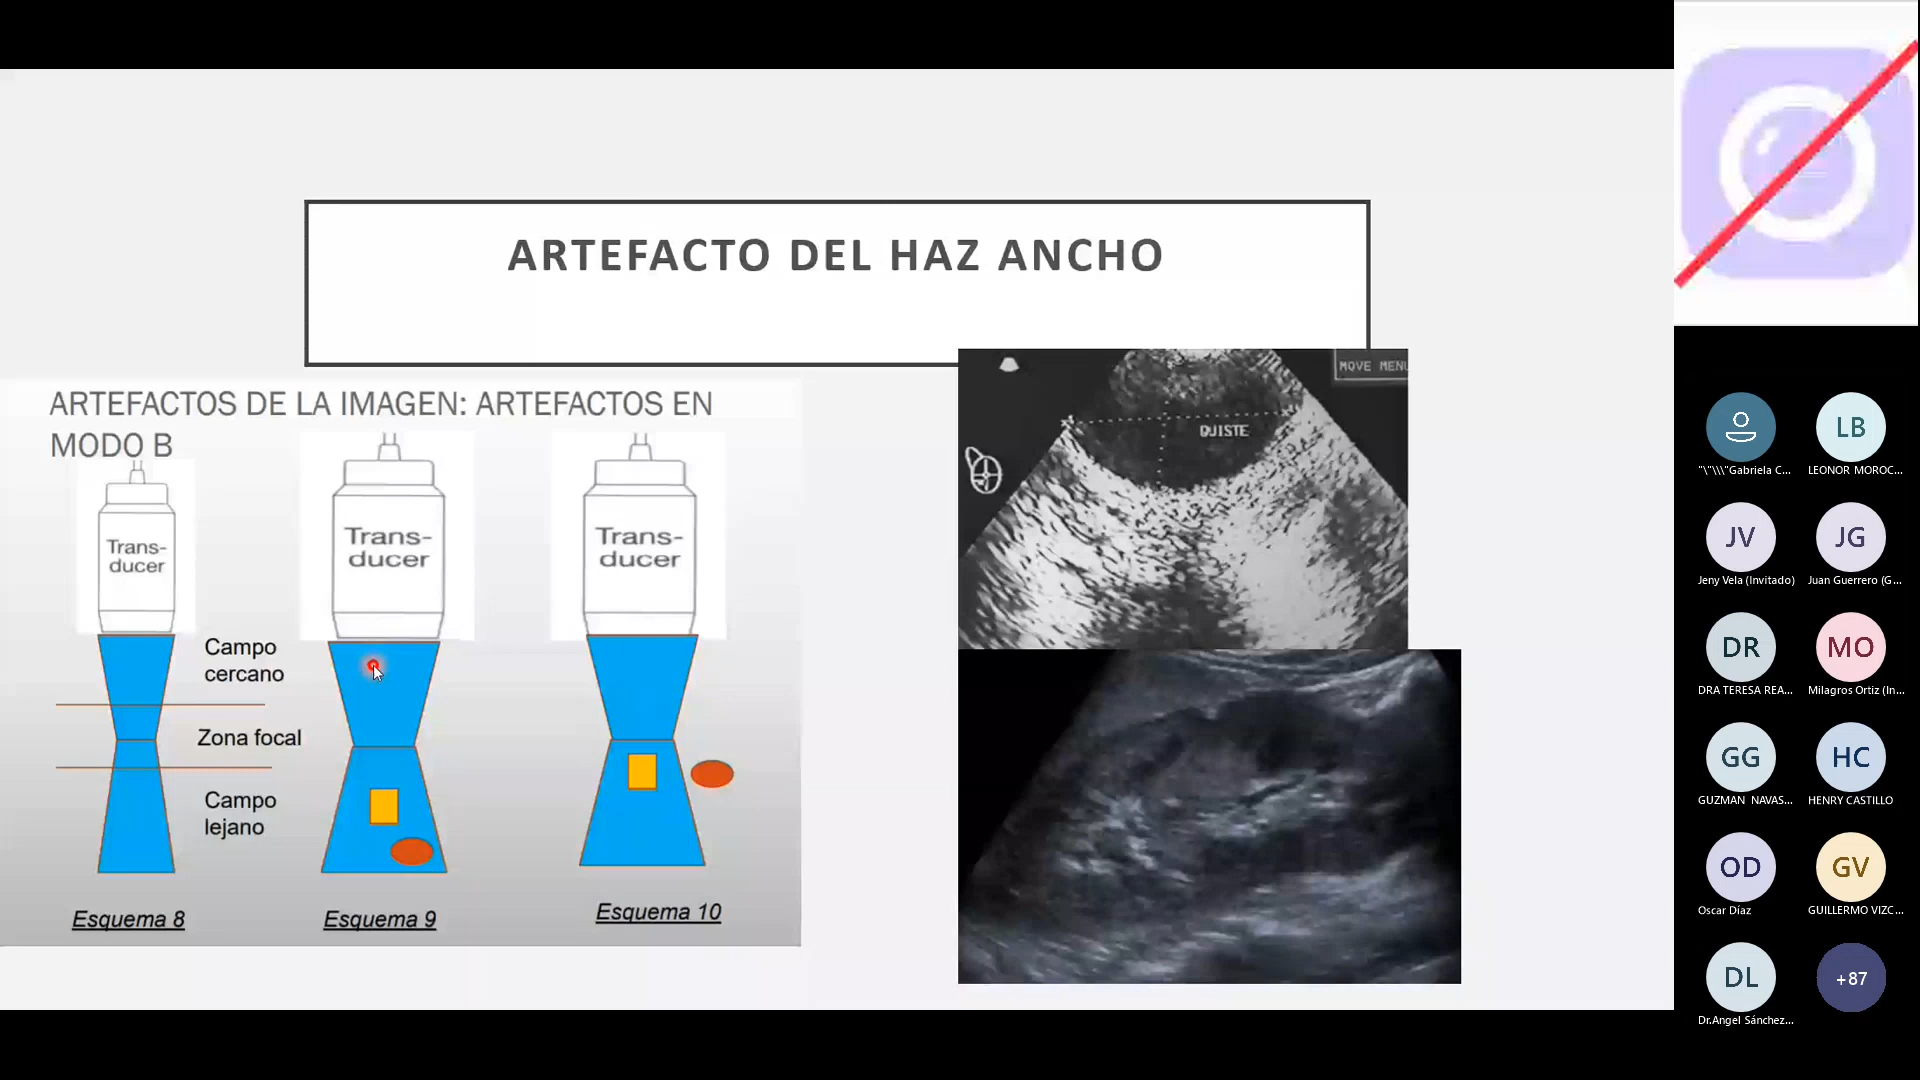 ARTEFACTO DEL HAZ ANCHO
ARTEFACTOS DE LA IMAGEN: ARTEFACTOS EN
MODO B
Trans-
ducer
Campo
cercano
Zona focal
Campo
lejano
Esquema 8
Trans-
ducer
Esquema 9
Trans-
ducer
Esquema 10
MOVE MENU
QUISTE
"\"\\\"Gabriela C...
LB
LEONOR MOROC...
JV
Jeny Vela (Invitado)
JG
Juan Guerrero (G...
DR
DRA TERESA REA...
MO
Milagros Ortiz (In...
GG
GUZMAN NAVAS...
HC
HENRY CASTILLO
OD
Oscar Díaz
GV
GUILLERMO VIZC...
DL
Dr.Angel Sánchez...
+87